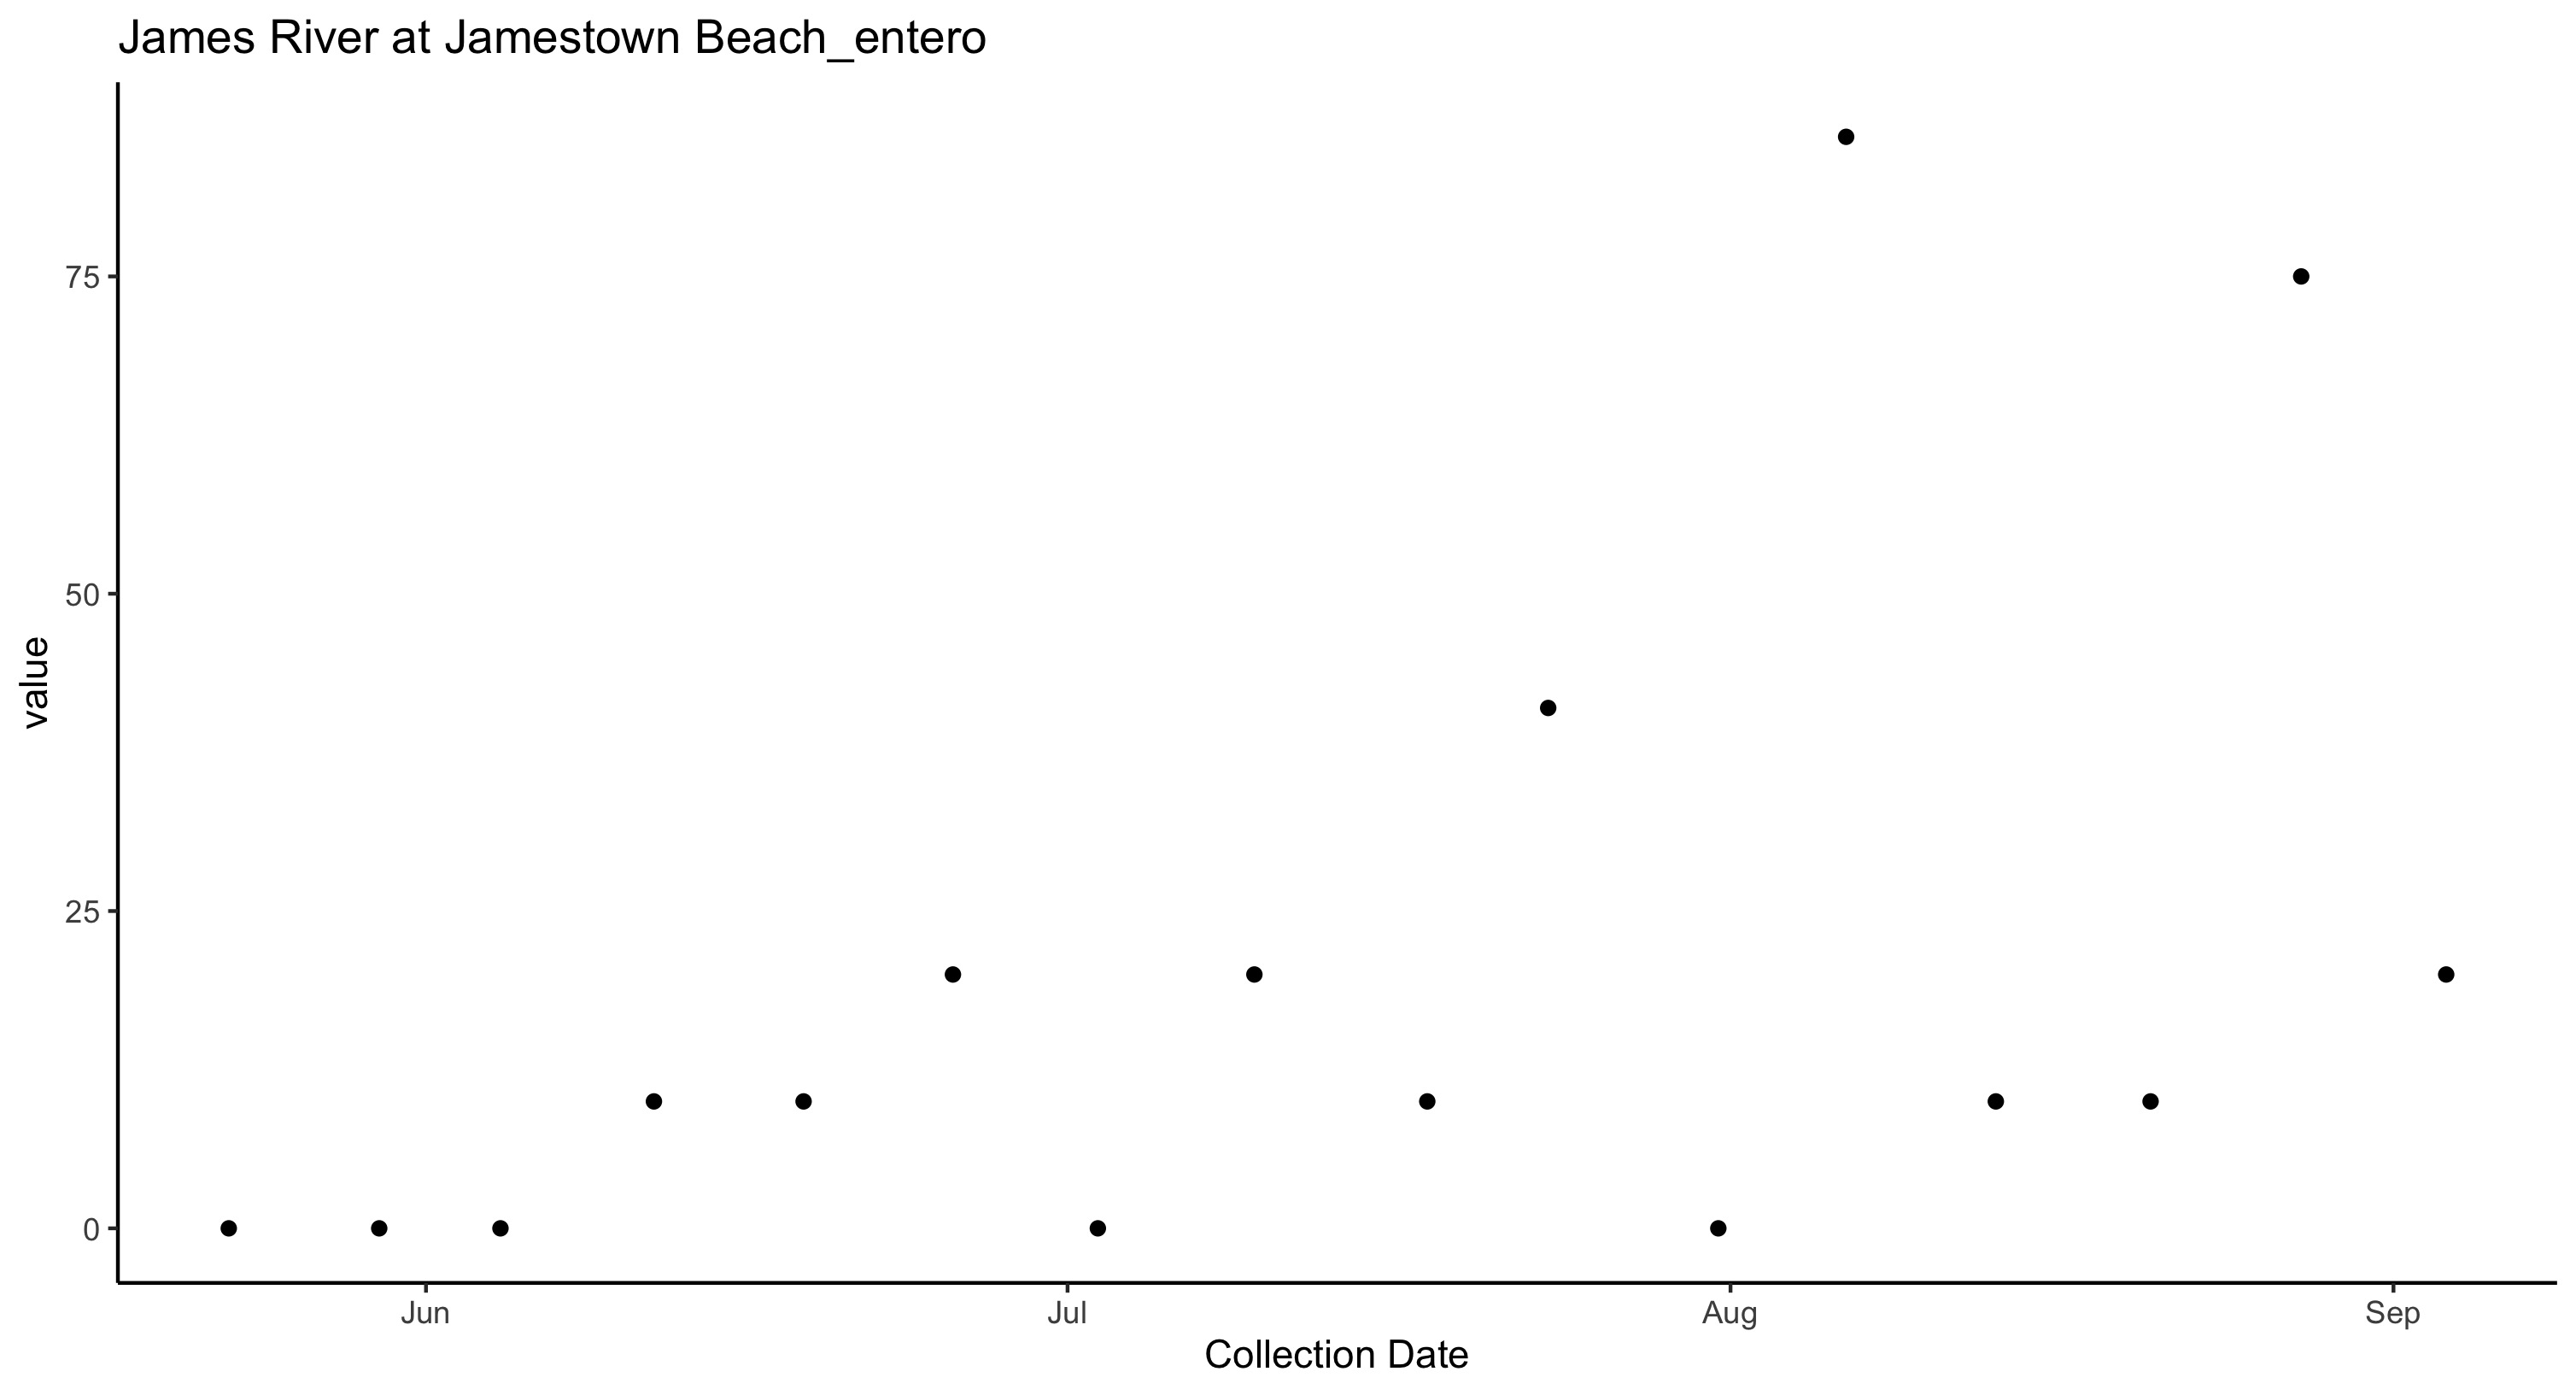 James River at Jamestown Beach_entero
value
75
50
25
0
Jun Jul Aug Sep
Collection Date